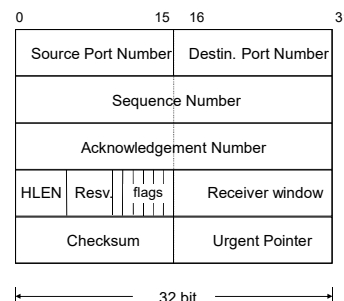 0 15 16 3
Source Port Number Destin. Port Number
Sequence Number
Acknowledgement Number
HLEN Resv. flags Receiver window
Checksum Urgent Pointer
32 bit